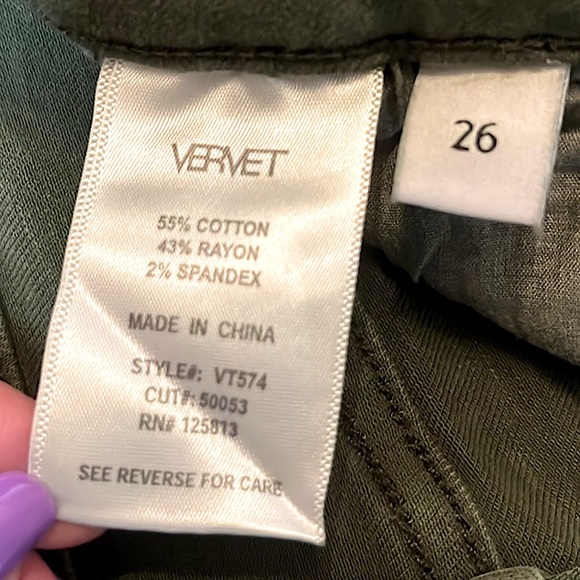 VERVET
55% COTTON
43% RAYON
2% SPANDEX
MADE IN CHINA
STYLE#: VT574
CUT#: 50053
RN# 125813
SEE REVERSE FOR CARE
26